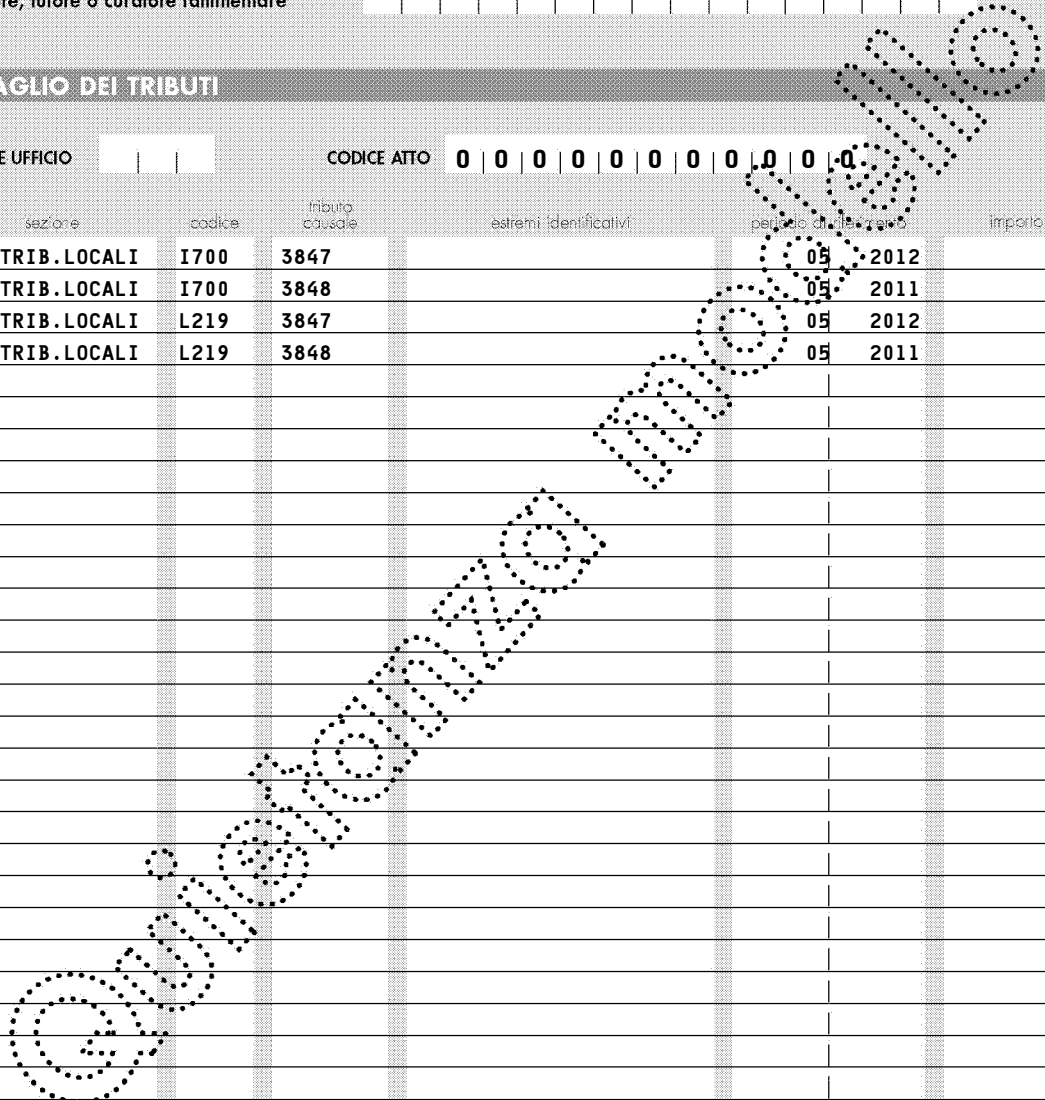 re, tutore o curatore fallimentare
AGLIO DEI TRIBUTI
E UFFICIO CODICE ATTO 0 0 0 0 0 0 0 0 0 0 0
sezione codice tributo causale estremi identificativi periodo di riferimento importo
TRIB.LOCALI I700 3847 05 2012
TRIB.LOCALI I700 3848 05 2011
TRIB.LOCALI L219 3847 05 2012
TRIB.LOCALI L219 3848 05 2011
Quietanza modello